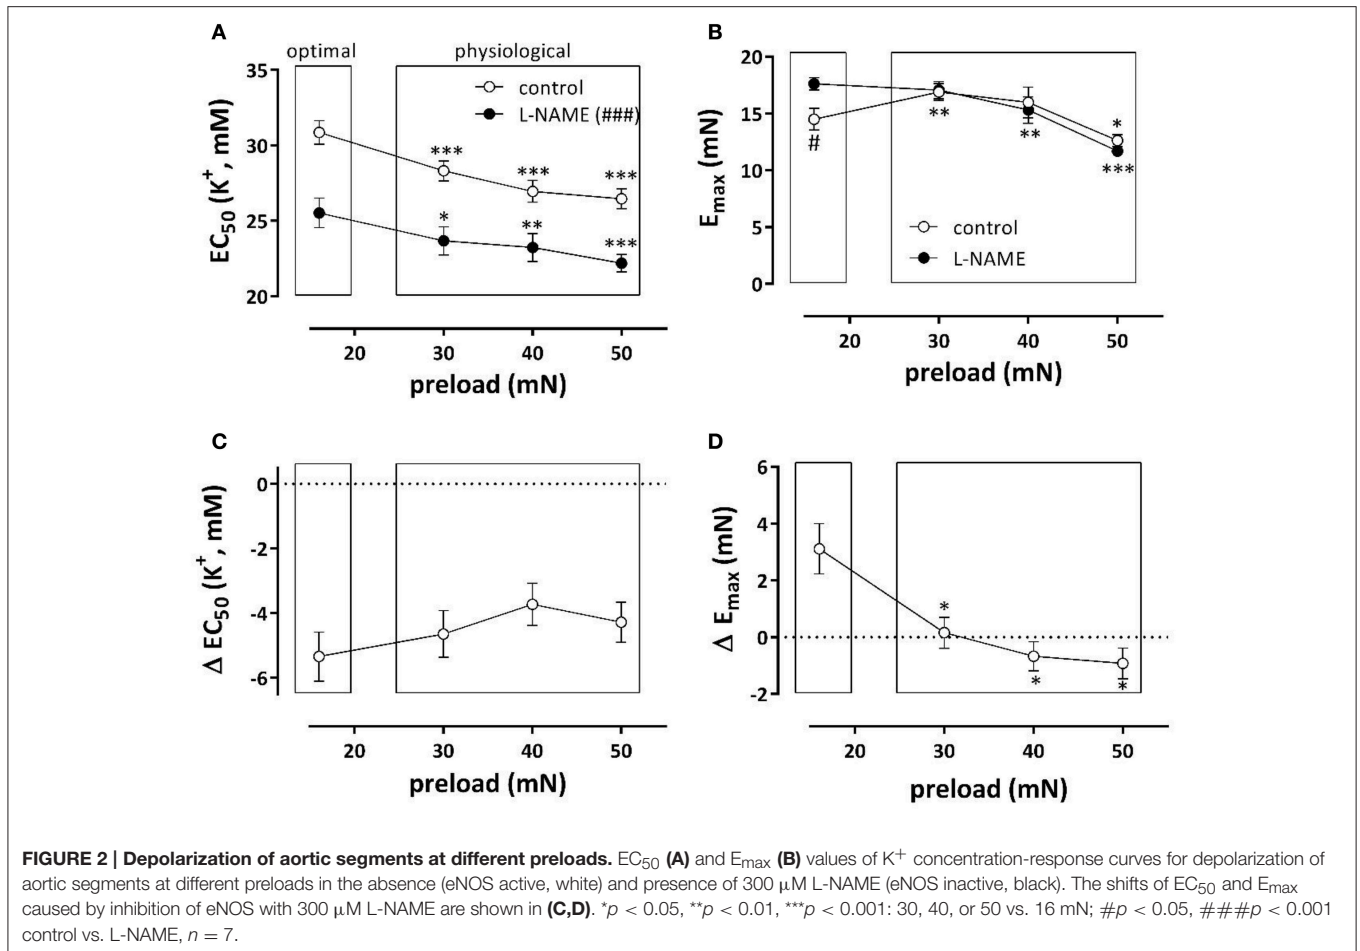 A
optimal
physiological
35
30
25
20
EC50 (K+, mM)
control
L-NAME (###)
***
***
***
*
**
***
20
30
40
50
preload (mN)
B
20
15
10
5
0
Emax (mN)
#
**
**
*
***
control
L-NAME
20
30
40
50
preload (mN)
C
0
-2
-4
-6
Δ EC50 (K+, mM)
20
30
40
50
preload (mN)
D
6
4
2
0
-2
Δ Emax (mN)
*
*
*
20
30
40
50
preload (mN)
FIGURE 2 | Depolarization of aortic segments at different preloads. EC50 (A) and Emax (B) values of K+ concentration-response curves for depolarization of
aortic segments at different preloads in the absence (eNOS active, white) and presence of 300 μM L-NAME (eNOS inactive, black). The shifts of EC50 and Emax
caused by inhibition of eNOS with 300 μM L-NAME are shown in (C,D). *p < 0.05, **p < 0.01, ***p < 0.001: 30, 40, or 50 vs. 16 mN; #p < 0.05, ###p < 0.001
control vs. L-NAME, n = 7.